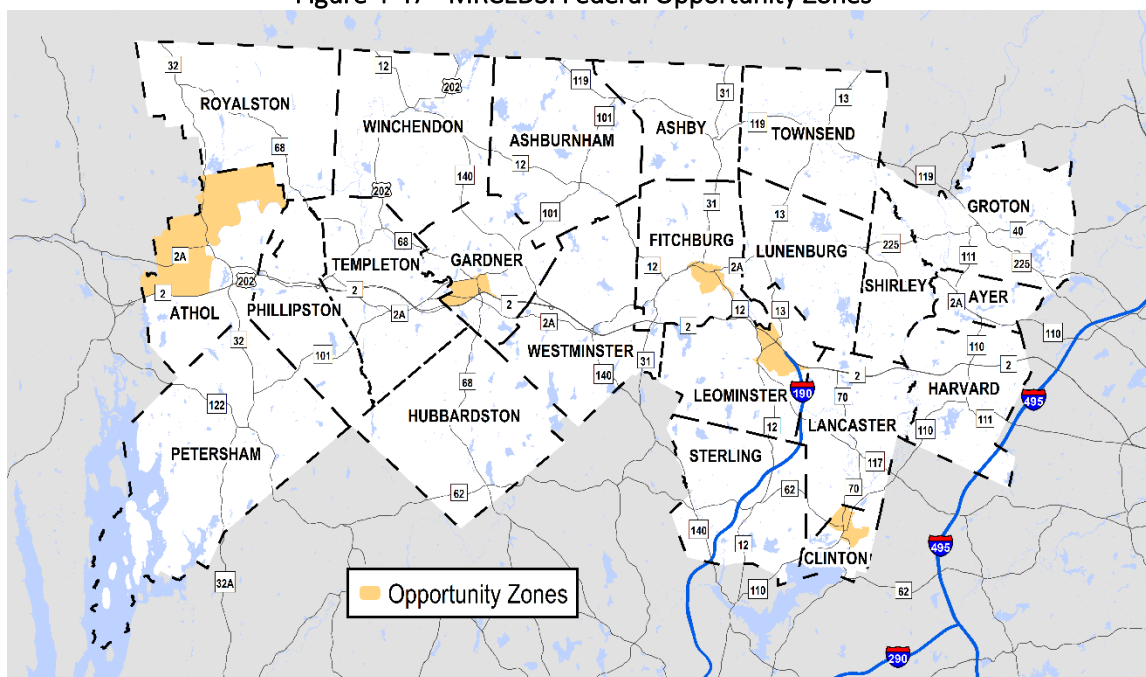 32
12
202
119
101
31
13
ROYALSTON
WINCHENDON
ASHBURNHAM
ASHBY
119
TOWNSEND
68
140
12
119
202
31
GROTON
101
13
40
68
FITCHBURG
LUNENBURG
225
111
225
2A
TEMPLETON
GARDNER
12
2A
SHIRLEY
202
2
2
AYER
2A
2
ATHOL
PHILLIPSTON
2A
2A
12
13
110
2
110
32
101
WESTMINSTER
31
2
2
140
68
LEOMINSTER
190
70
HARVARD
495
122
HUBBARDSTON
LANCASTER
110
111
12
PETERSHAM
STERLING
117
62
62
70
140
12
495
CLINTON
32A
110
62
Opportunity Zones
290